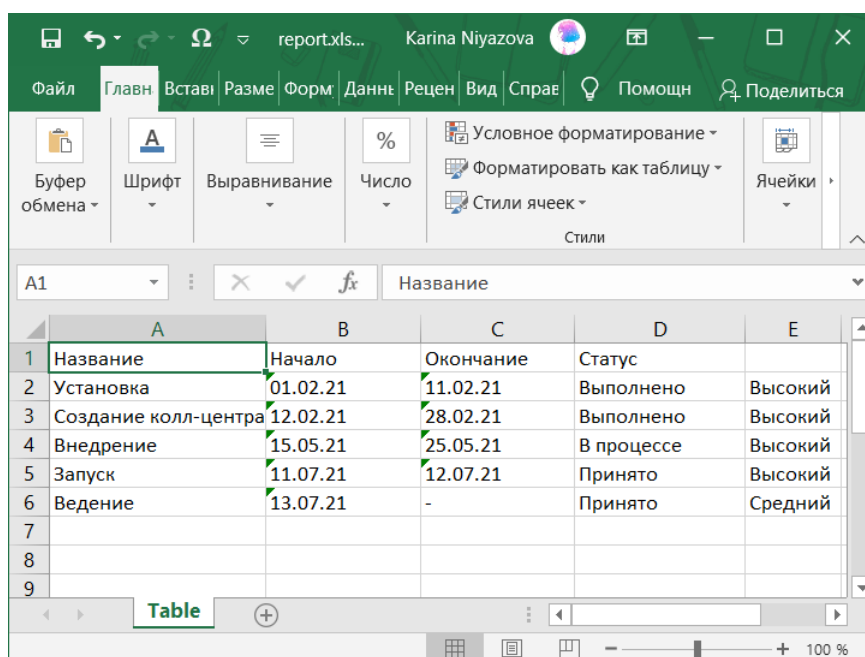 Ω report.xls... Karina Niyazova
Файл Главн Встав Разме Форм Даннь Рецен Вид Справ Помощн Поделиться
Буфер обмена Шрифт Выравнивание % Число Условное форматирование Форматировать как таблицу Стили ячеек Ячейки
Стили
A1 fx Название
A B C D E
1 Название Начало Окончание Статус
2 Установка 01.02.21 11.02.21 Выполнено Высокий
3 Создание колл-центра 12.02.21 28.02.21 Выполнено Высокий
4 Внедрение 15.05.21 25.05.21 В процессе Высокий
5 Запуск 11.07.21 12.07.21 Принято Высокий
6 Ведение 13.07.21 - Принято Средний
7
8
9
Table
100 %